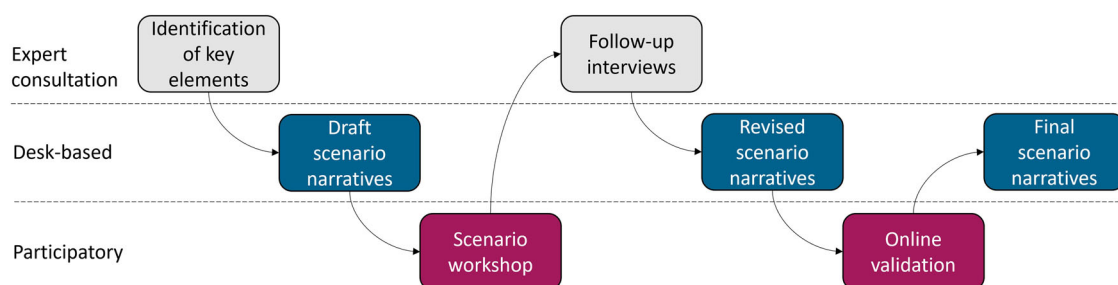 Expert
consultation
Identification
of key
elements
Follow-up
interviews
Desk-based
Draft
scenario
narratives
Revised
scenario
narratives
Final
scenario
narratives
Participatory
Scenario
workshop
Online
validation